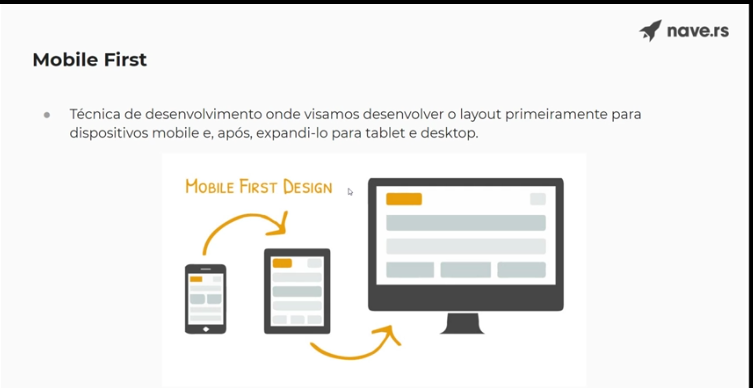 nave.rs
Mobile First
Técnica de desenvolvimento onde visamos desenvolver o layout primeiramente para
dispositivos mobile e, após, expandi-lo para tablet e desktop.
MOBILE FIRST DESIGN